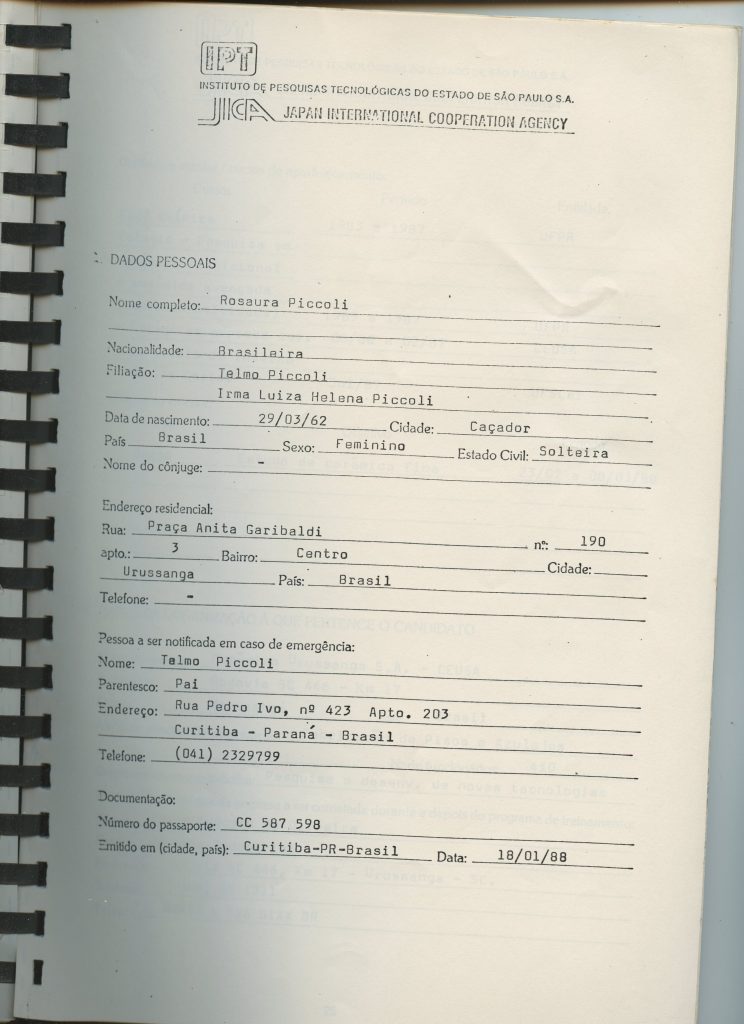 IPT
INSTITUTO DE PESQUISAS TECNOLÓGICAS DO ESTADO DE SÃO PAULO S.A.
JICA JAPAN INTERNATIONAL COOPERATION AGENCY
DADOS PESSOAIS
Nome completo: Rosaura Piccoli
Nacionalidade: Brasileira
Filiação: Telmo Piccoli
Irma Luiza Helena Piccoli
Data de nascimento: 29/03/62 Cidade: Caçador
País Brasil Sexo: Feminino Estado Civil: Solteira
Nome do cônjuge: -
Endereço residencial:
Rua: Praça Anita Garibaldi nº: 190
apto.: 3 Bairro: Centro Cidade:
Urussanga País: Brasil
Telefone: -
Pessoa a ser notificada em caso de emergência:
Nome: Telmo Piccoli
Parentesco: Pai
Endereço: Rua Pedro Ivo, nº 423 Apto. 203
Curitiba - Paraná - Brasil
Telefone: (041) 2329799
Documentação:
Número do passaporte: CC 587 598
Emitido em (cidade, país): Curitiba-PR-Brasil Data: 18/01/88